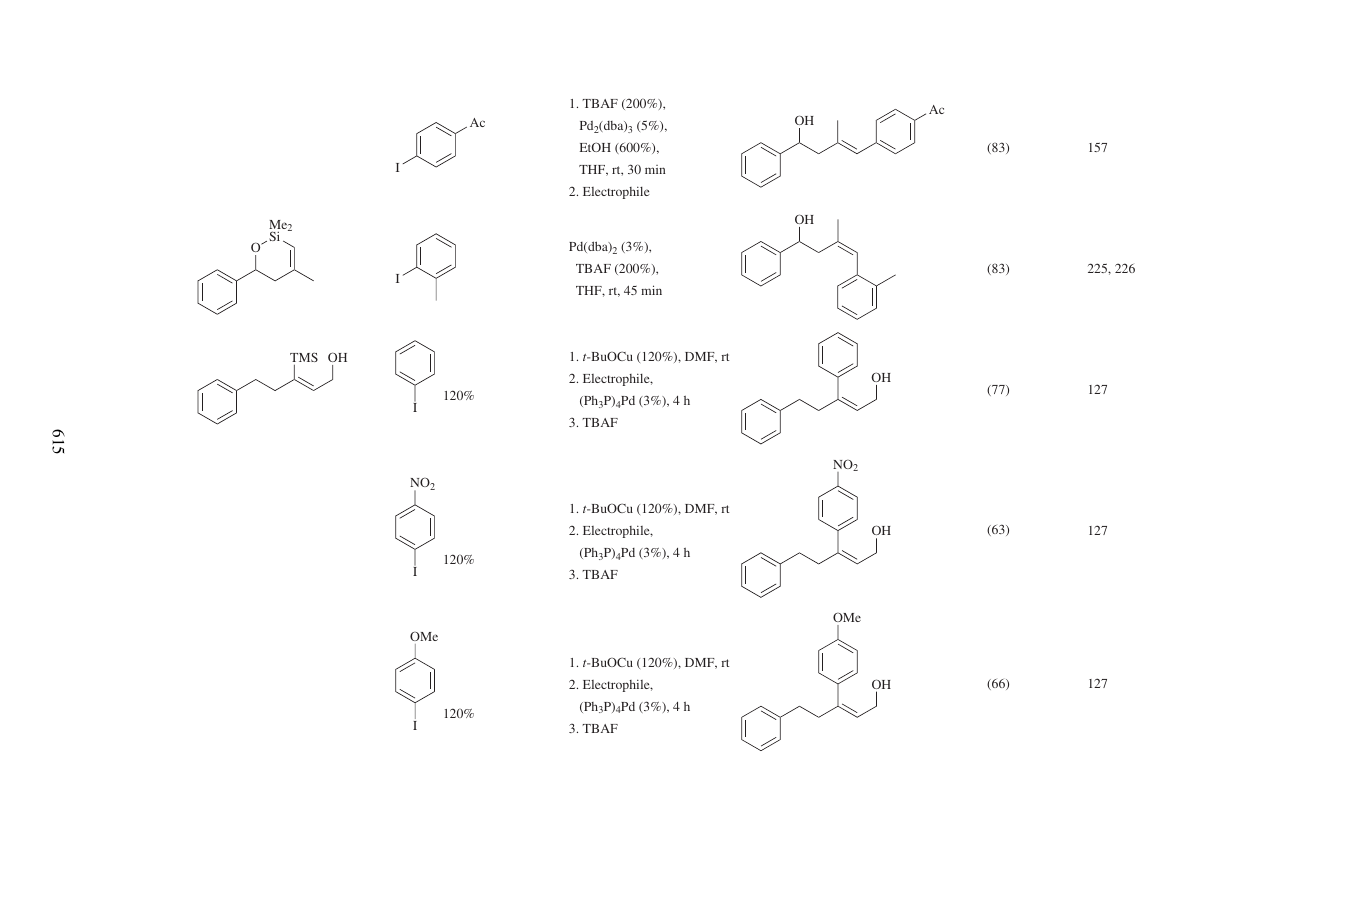 Ac
I
1. TBAF (200%),
Pd2(dba)3 (5%),
EtOH (600%),
THF, rt, 30 min
2. Electrophile
OH
Ac
(83)
157
Me2
Si
O
I
Pd(dba)2 (3%),
TBAF (200%),
THF, rt, 45 min
OH
(83)
225, 226
TMS OH
I
120%
1. t-BuOCu (120%), DMF, rt
2. Electrophile,
(Ph3P)4Pd (3%), 4 h
3. TBAF
OH
(77)
127
615
NO2
I
120%
1. t-BuOCu (120%), DMF, rt
2. Electrophile,
(Ph3P)4Pd (3%), 4 h
3. TBAF
NO2
OH
(63)
127
OMe
I
120%
1. t-BuOCu (120%), DMF, rt
2. Electrophile,
(Ph3P)4Pd (3%), 4 h
3. TBAF
OMe
OH
(66)
127